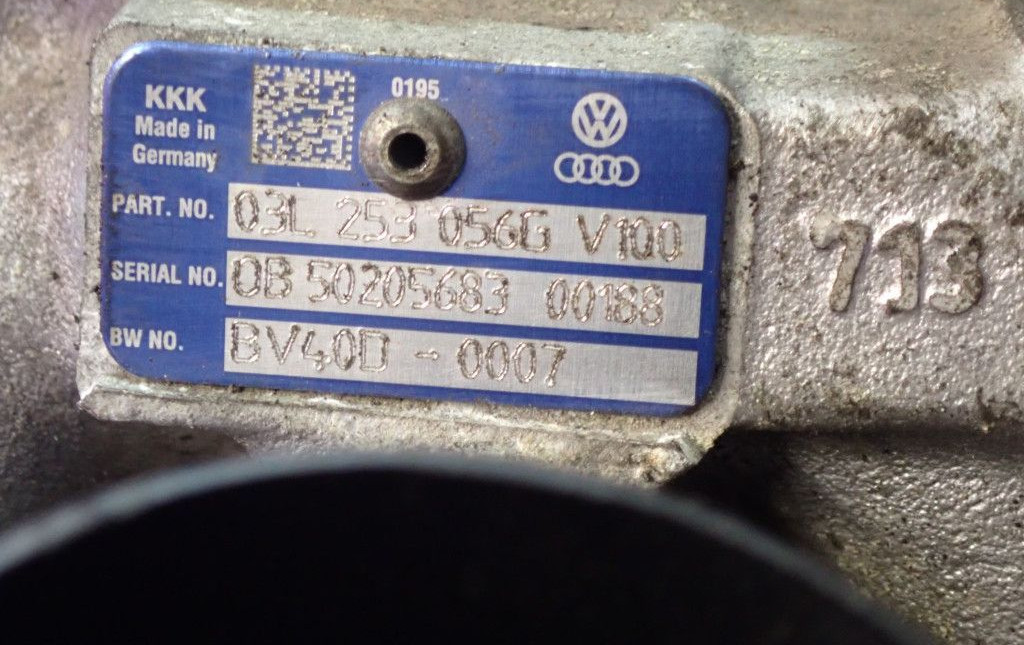 KKK
Made in
Germany
0195
PART. NO. 03L 253 056G V100
SERIAL NO. 0B 50205683 00188
BW NO. BV40D - 0007
713